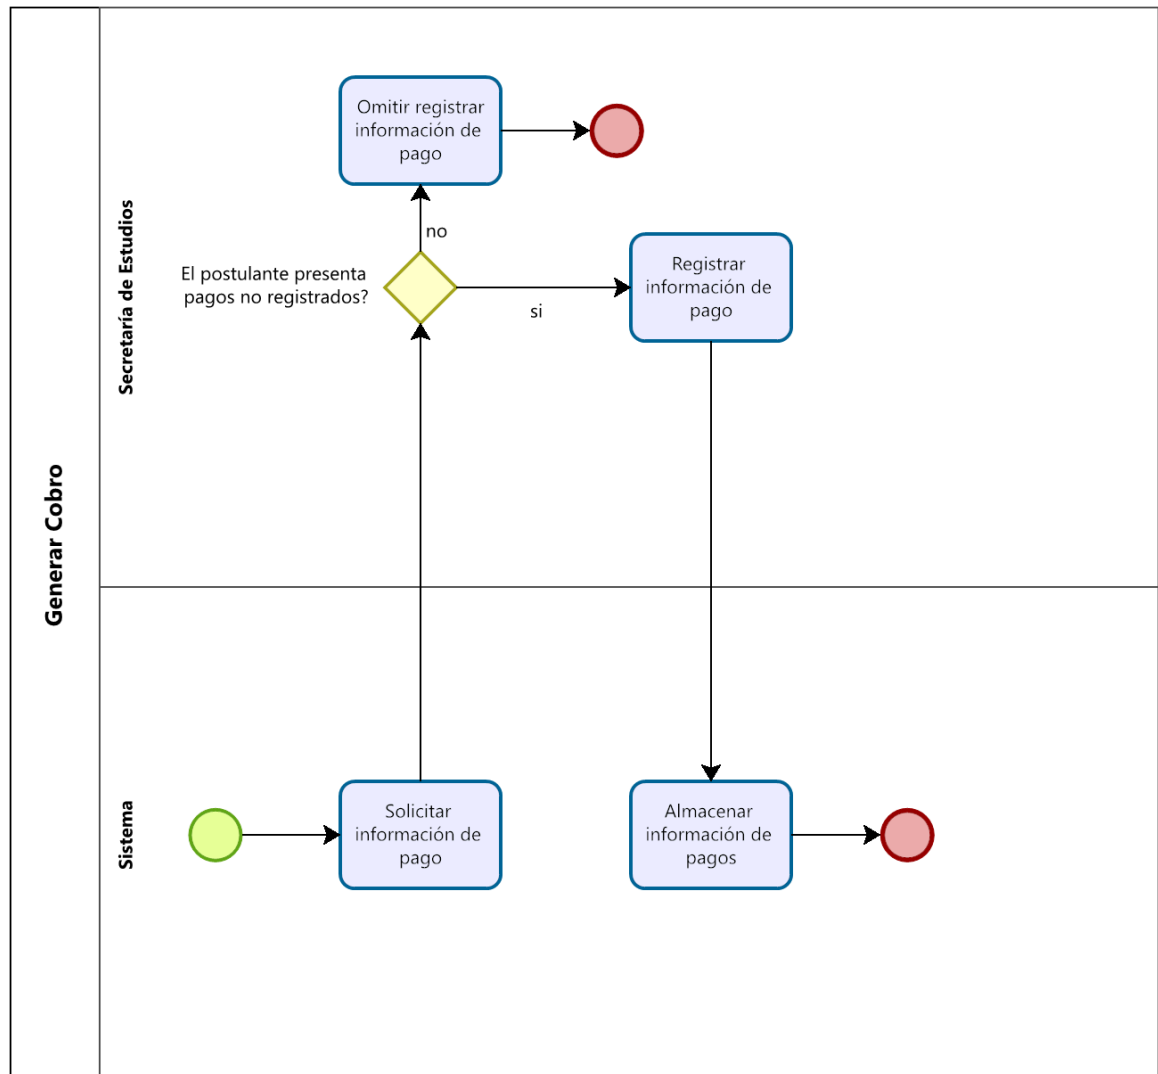 Generar Cobro
Secretaría de Estudios
Omitir registrar
información de
pago
no
El postulante presenta
pagos no registrados?
si
Registrar
información de
pago
Sistema
Solicitar
información de
pago
Almacenar
información de
pagos